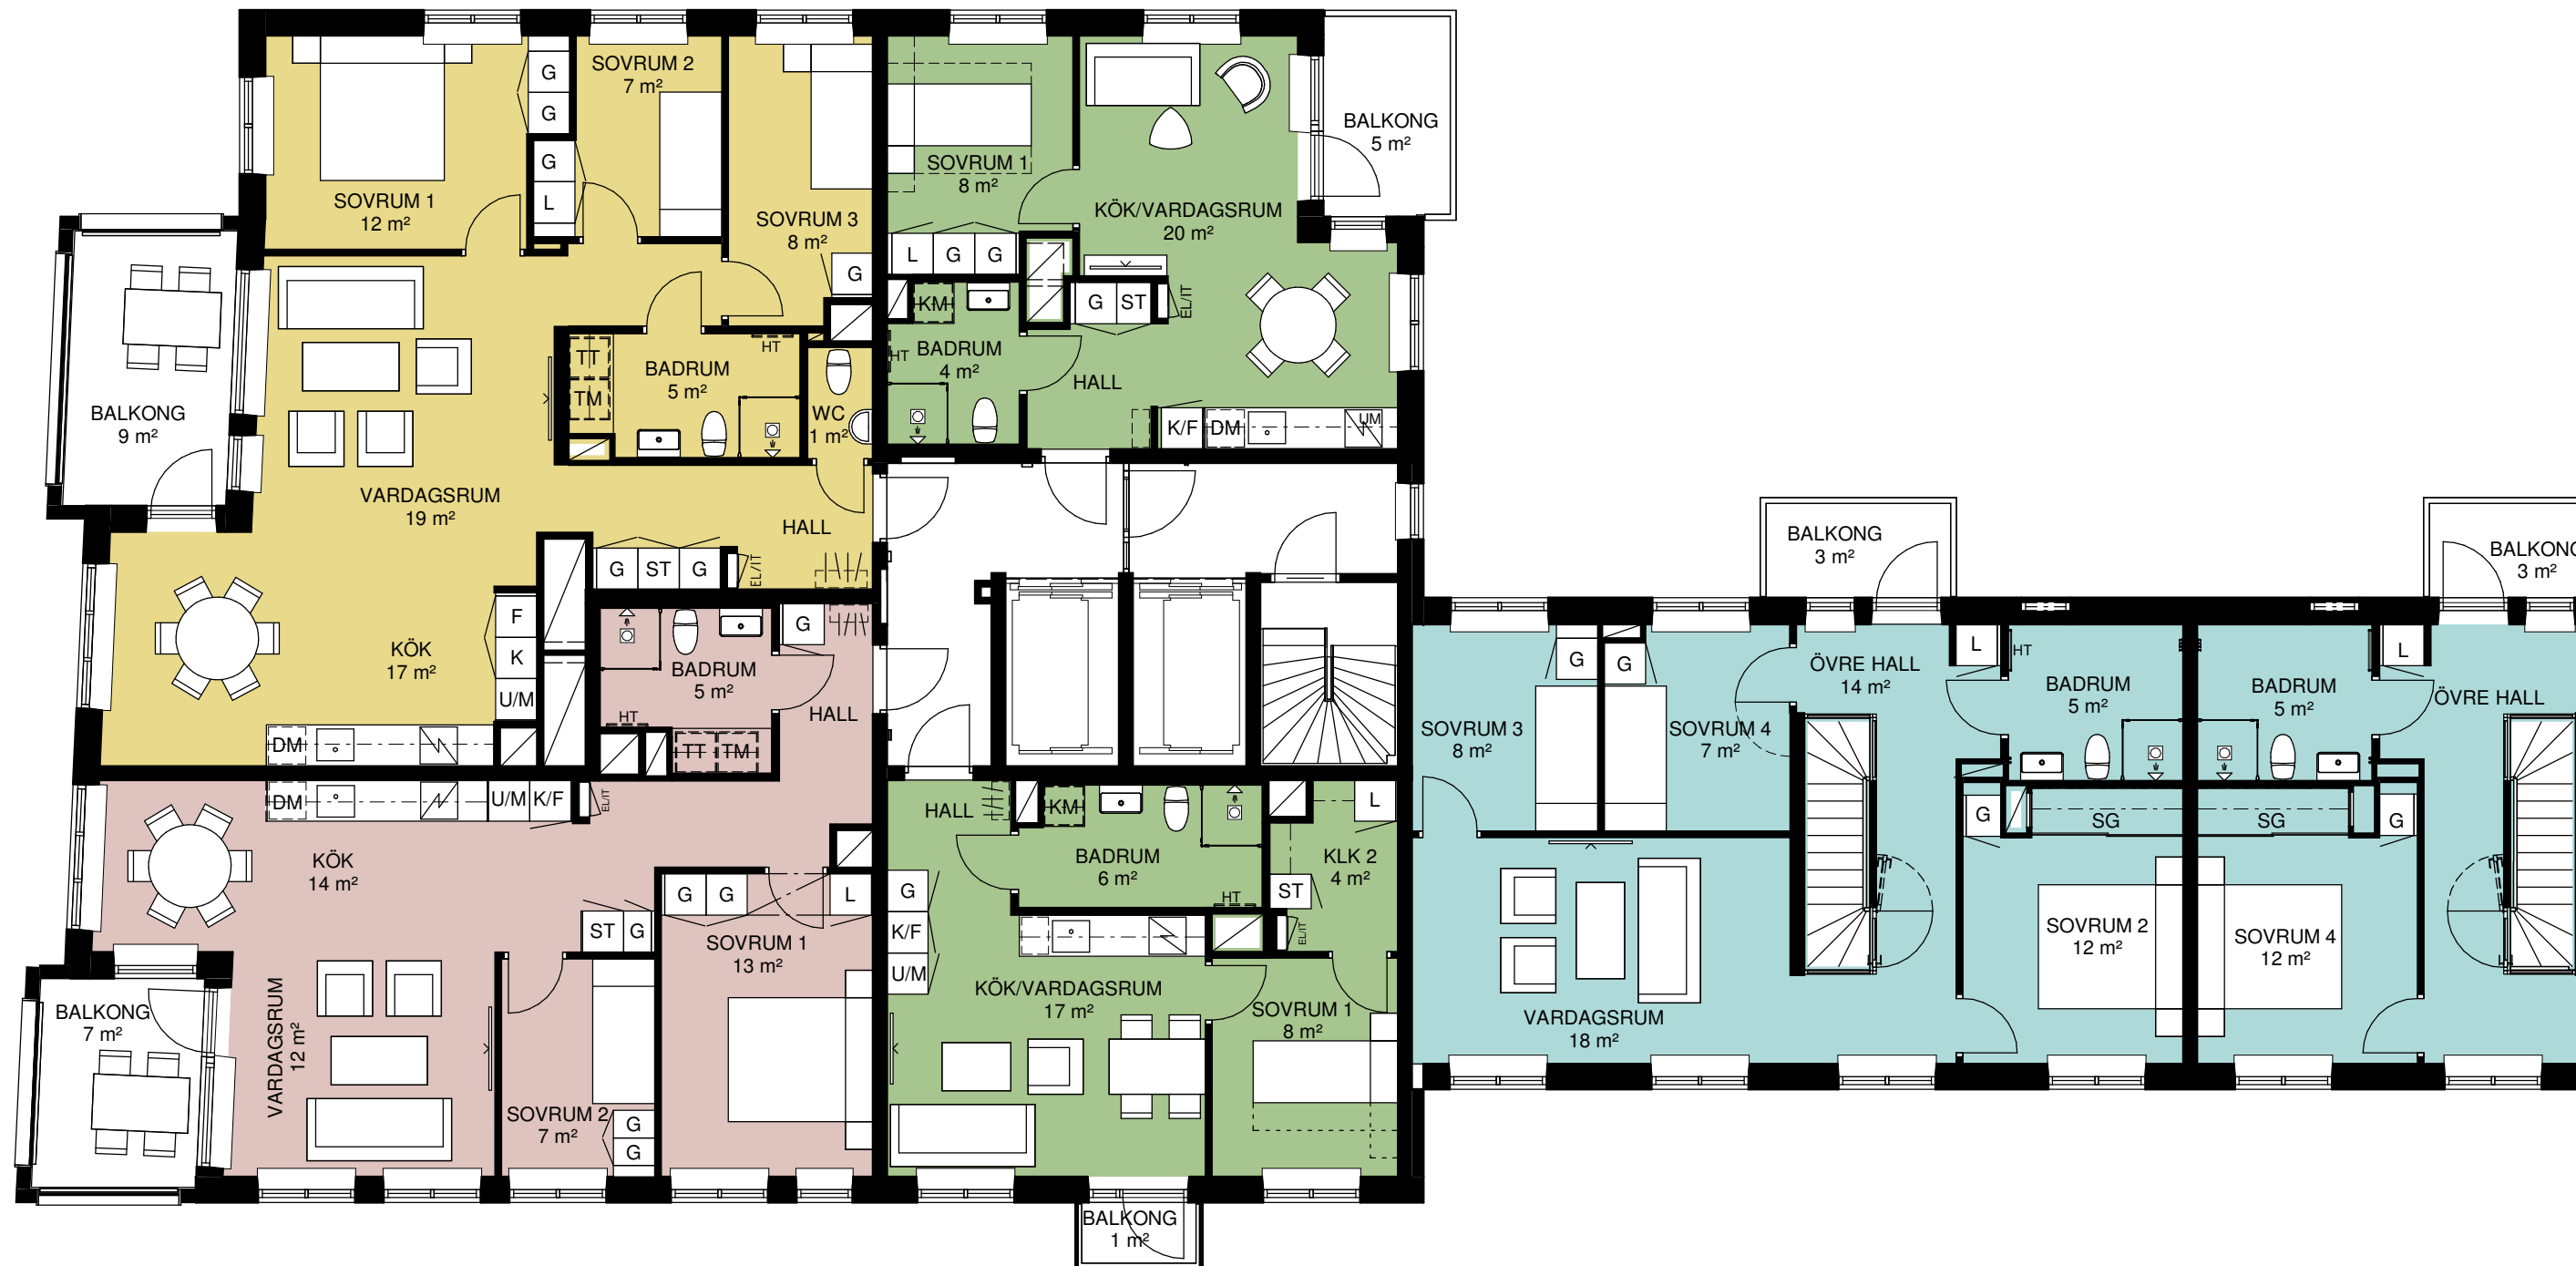 G
G
G
L
SOVRUM 1
12 m²
SOVRUM 2
7 m²
SOVRUM 3
8 m²
G
BALKONG
9 m²
VARDAGSRUM
19 m²
TT
TM
BADRUM
5 m²
HT
WC
1 m²
HALL
G
ST
G
EL/IT
F
K
U/M
KÖK
17 m²
DM
SOVRUM 1
8 m²
L
G
G
KÖK/VARDAGSRUM
20 m²
BALKONG
5 m²
KM
HT
BADRUM
4 m²
G
ST
EL/IT
HALL
K/F
DM
UM
G
BADRUM
5 m²
HT
TT
TM
HALL
DM
U/M
K/F
EL/IT
KÖK
14 m²
ST
G
G
G
L
SOVRUM 1
13 m²
BALKONG
7 m²
VARDAGSRUM
12 m²
SOVRUM 2
7 m²
G
G
HALL
KM
BADRUM
6 m²
HT
L
KLK 2
4 m²
ST
EL/IT
G
K/F
U/M
KÖK/VARDAGSRUM
17 m²
SOVRUM 1
8 m²
BALKONG
1 m²
BALKONG
3 m²
BALKONG
3 m²
G
G
SOVRUM 3
8 m²
SOVRUM 4
7 m²
ÖVRE HALL
14 m²
L
HT
BADRUM
5 m²
BADRUM
5 m²
L
ÖVRE HALL
G
SG
SG
G
VARDAGSRUM
18 m²
SOVRUM 2
12 m²
SOVRUM 4
12 m²